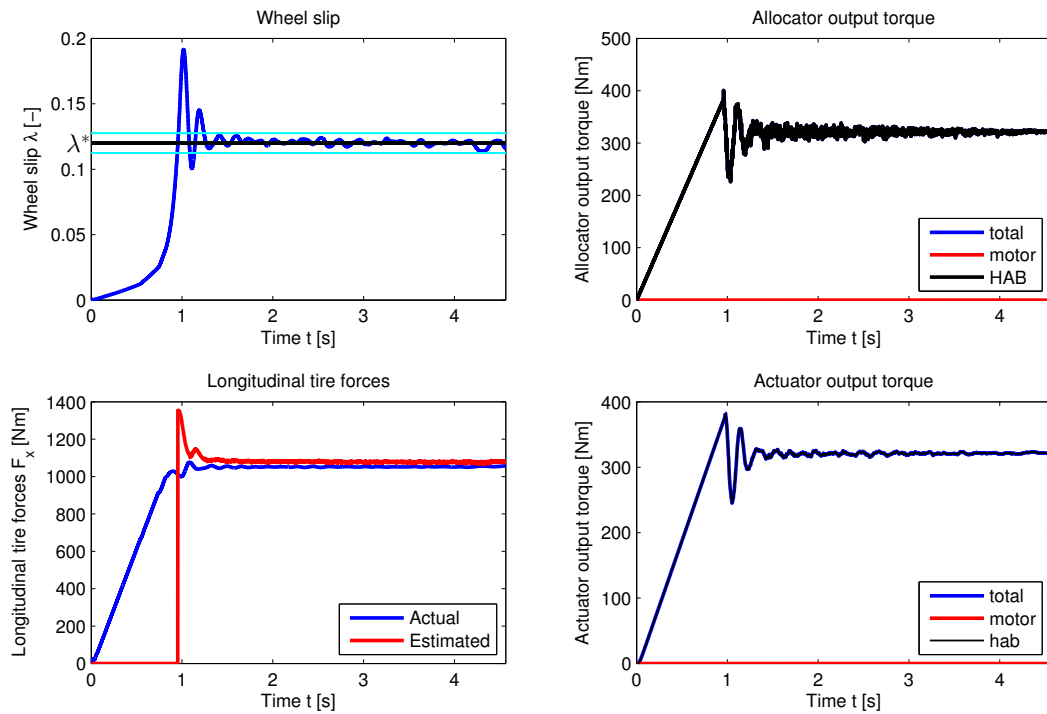 Wheel slip
Wheel slip λ [−]
0.2
0.15
λ*
0.1
0.05
0
0 1 2 3 4
Time t [s]
Allocator output torque
Allocator output torque [Nm]
500
400
300
200
100
0
0 1 2 3 4
Time t [s]
total
motor
HAB
Longitudinal tire forces
Longitudinal tire forces F_x [Nm]
1400
1200
1000
800
600
400
200
0
0 1 2 3 4
Time t [s]
Actual
Estimated
Actuator output torque
Actuator output torque [Nm]
400
300
200
100
0
0 1 2 3 4
Time t [s]
total
motor
hab